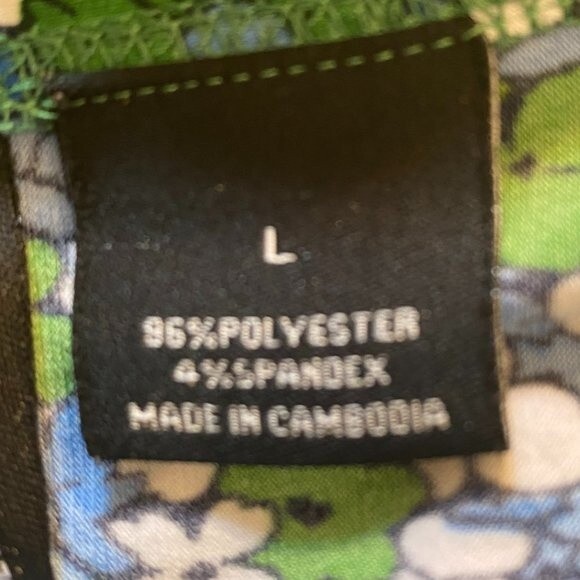 L
96%POLYESTER
4%SPANDEX
MADE IN CAMBODIA